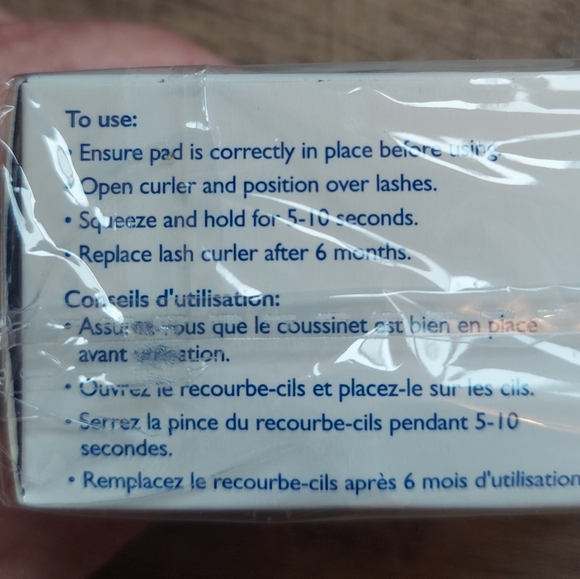 To use:
• Ensure pad is correctly in place before using.
• Open curler and position over lashes.
• Squeeze and hold for 5-10 seconds.
• Replace lash curler after 6 months.
Conseils d'utilisation:
• Assurez-vous que le coussinet est bien en place
avant utilisation.
• Ouvrez le recourbe-cils et placez-le sur les cils.
• Serrez la pince du recourbe-cils pendant 5-10
secondes.
• Remplacez le recourbe-cils après 6 mois d'utilisation